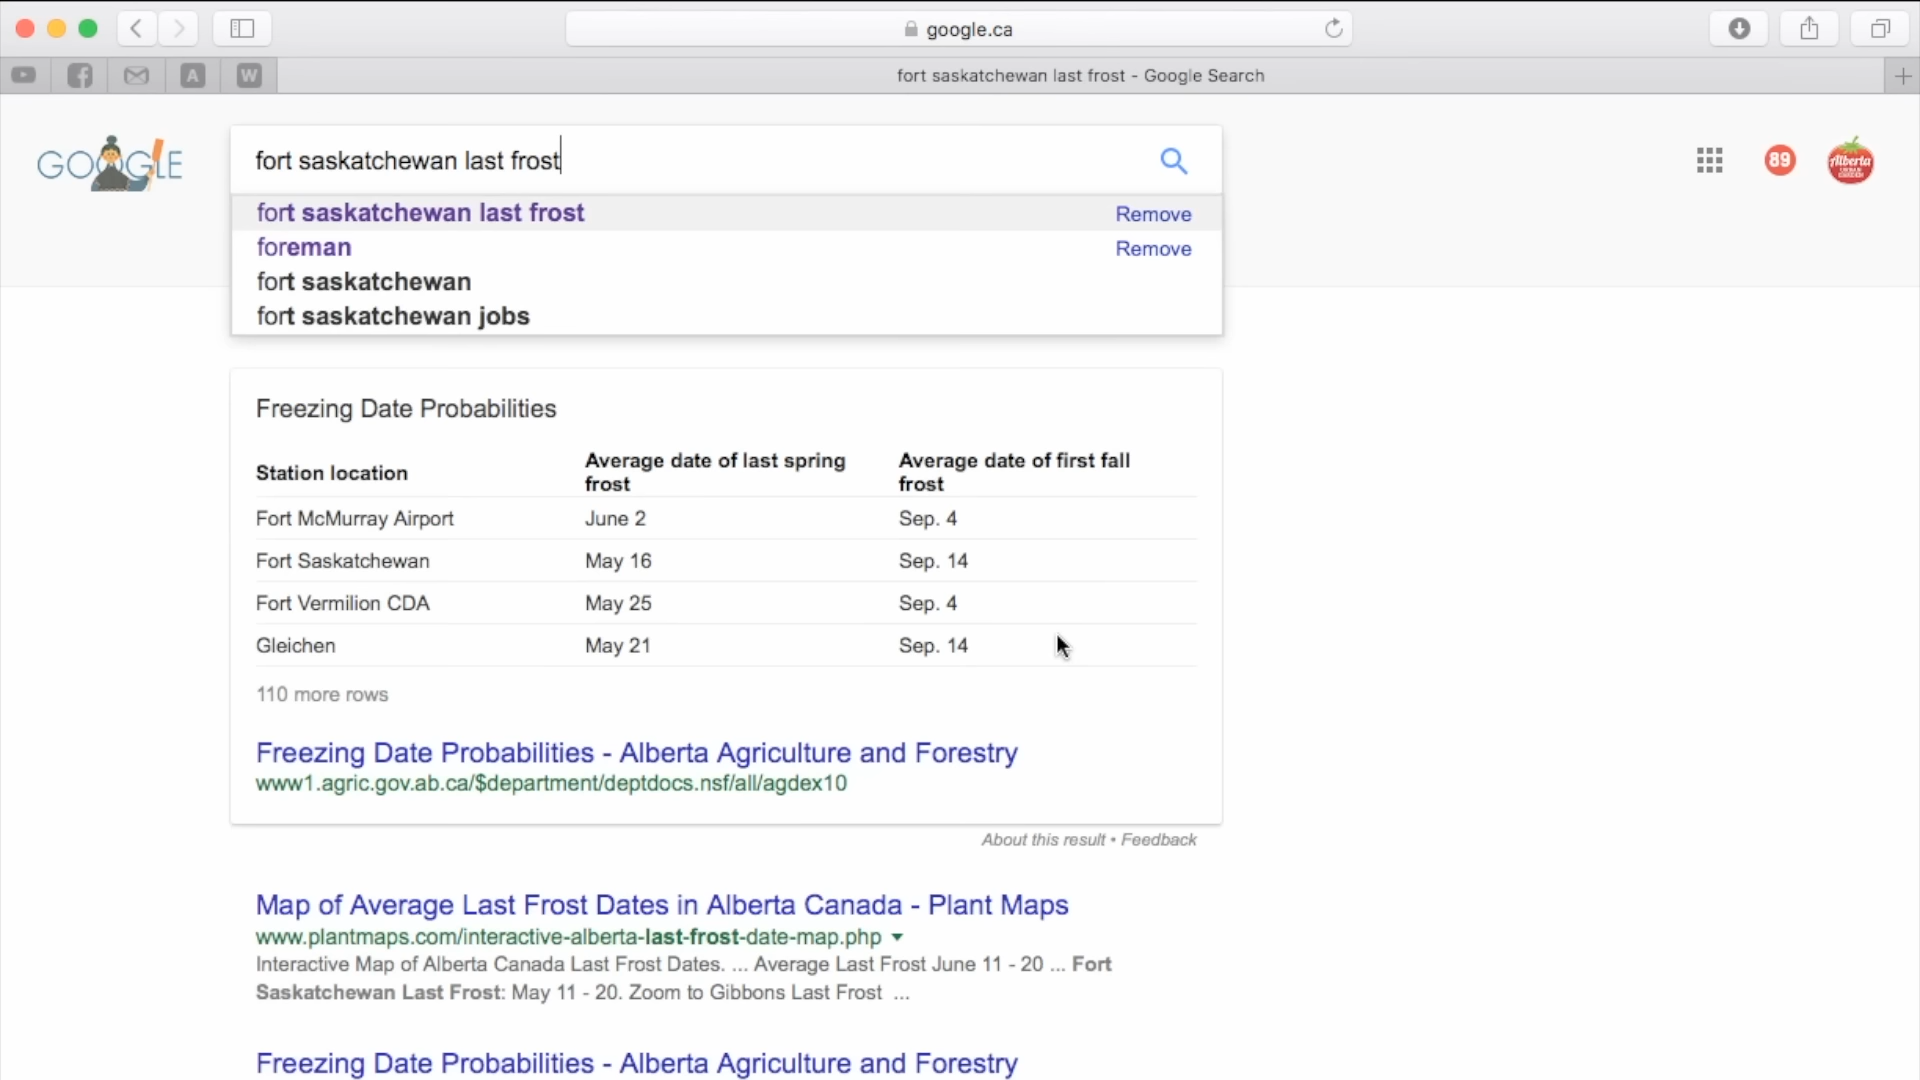 google.ca
A
W
fort saskatchewan last frost - Google Search
GOOGLE
fort saskatchewan last frost
89
Alberta
URBAN
GARDEN
fort saskatchewan last frost Remove
foreman Remove
fort saskatchewan
fort saskatchewan jobs
Freezing Date Probabilities
Station location Average date of last spring frost Average date of first fall frost
Fort McMurray Airport June 2 Sep. 4
Fort Saskatchewan May 16 Sep. 14
Fort Vermilion CDA May 25 Sep. 4
Gleichen May 21 Sep. 14
110 more rows
Freezing Date Probabilities - Alberta Agriculture and Forestry
www1.agric.gov.ab.ca/$department/deptdocs.nsf/all/agdex10
About this result • Feedback
Map of Average Last Frost Dates in Alberta Canada - Plant Maps
www.plantmaps.com/interactive-alberta-last-frost-date-map.php
Interactive Map of Alberta Canada Last Frost Dates. ... Average Last Frost June 11 - 20 ... Fort
Saskatchewan Last Frost: May 11 - 20. Zoom to Gibbons Last Frost ...
Freezing Date Probabilities - Alberta Agriculture and Forestry